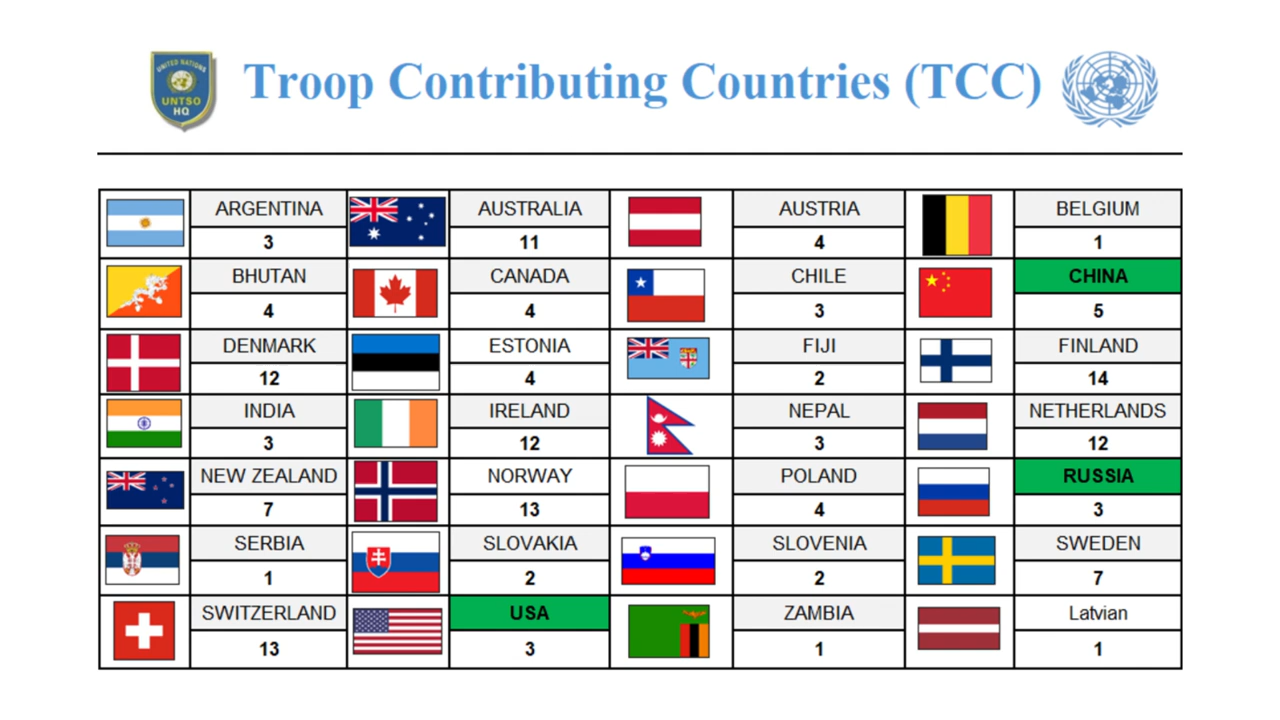 UNITED NATIONS
UNTSO
HQ
Troop Contributing Countries (TCC)
ARGENTINA AUSTRALIA AUSTRIA BELGIUM
3 11 4 1
BHUTAN CANADA CHILE CHINA
4 4 3 5
DENMARK ESTONIA FIJI FINLAND
12 4 2 14
INDIA IRELAND NEPAL NETHERLANDS
3 12 3 12
NEW ZEALAND NORWAY POLAND RUSSIA
7 13 4 3
SERBIA SLOVAKIA SLOVENIA SWEDEN
1 2 2 7
SWITZERLAND USA ZAMBIA Latvian
13 3 1 1